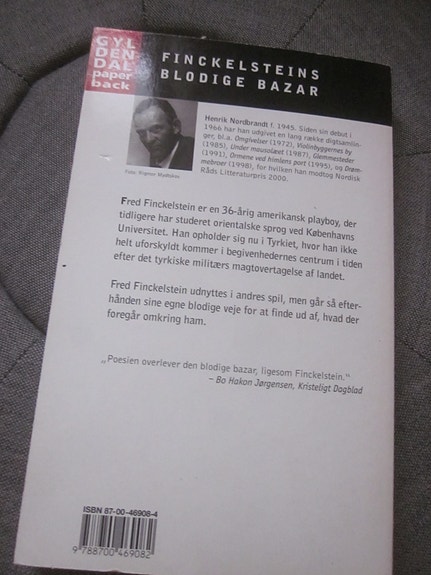 GYL
DEN
DAL
paper
back
FINCKELSTEINS
BLODIGE BAZAR
Henrik Nordbrandt f. 1945. Siden sin debut i
1966 har han udgivet en lang række digtsamlin-
ger, bl.a. Omgivelser (1972), Violinbyggernes by
(1985), Under mausolæet (1987), Glemmesteder
(1991), Ormene ved himlens port (1995), og Drøm-
mebroer (1998), for hvilken han modtog Nordisk
Råds Litteraturpris 2000.
Foto: Rigmor Mydtskov
Fred Finckelstein er en 36-årig amerikansk playboy, der
tidligere har studeret orientalske sprog ved Københavns
Universitet. Han opholder sig nu i Tyrkiet, hvor han ikke
helt uforskyldt kommer i begivenhedernes centrum i tiden
efter det tyrkiske militærs magtovertagelse af landet.
Fred Finckelstein udnyttes i andres spil, men går så efter-
hånden sine egne blodige veje for at finde ud af, hvad der
foregår omkring ham.
„Poesien overlever den blodige bazar, ligesom Finckelstein.“
– Bo Hakon Jørgensen, Kristeligt Dagblad
ISBN 87-00-46908-4
9 788700 469082